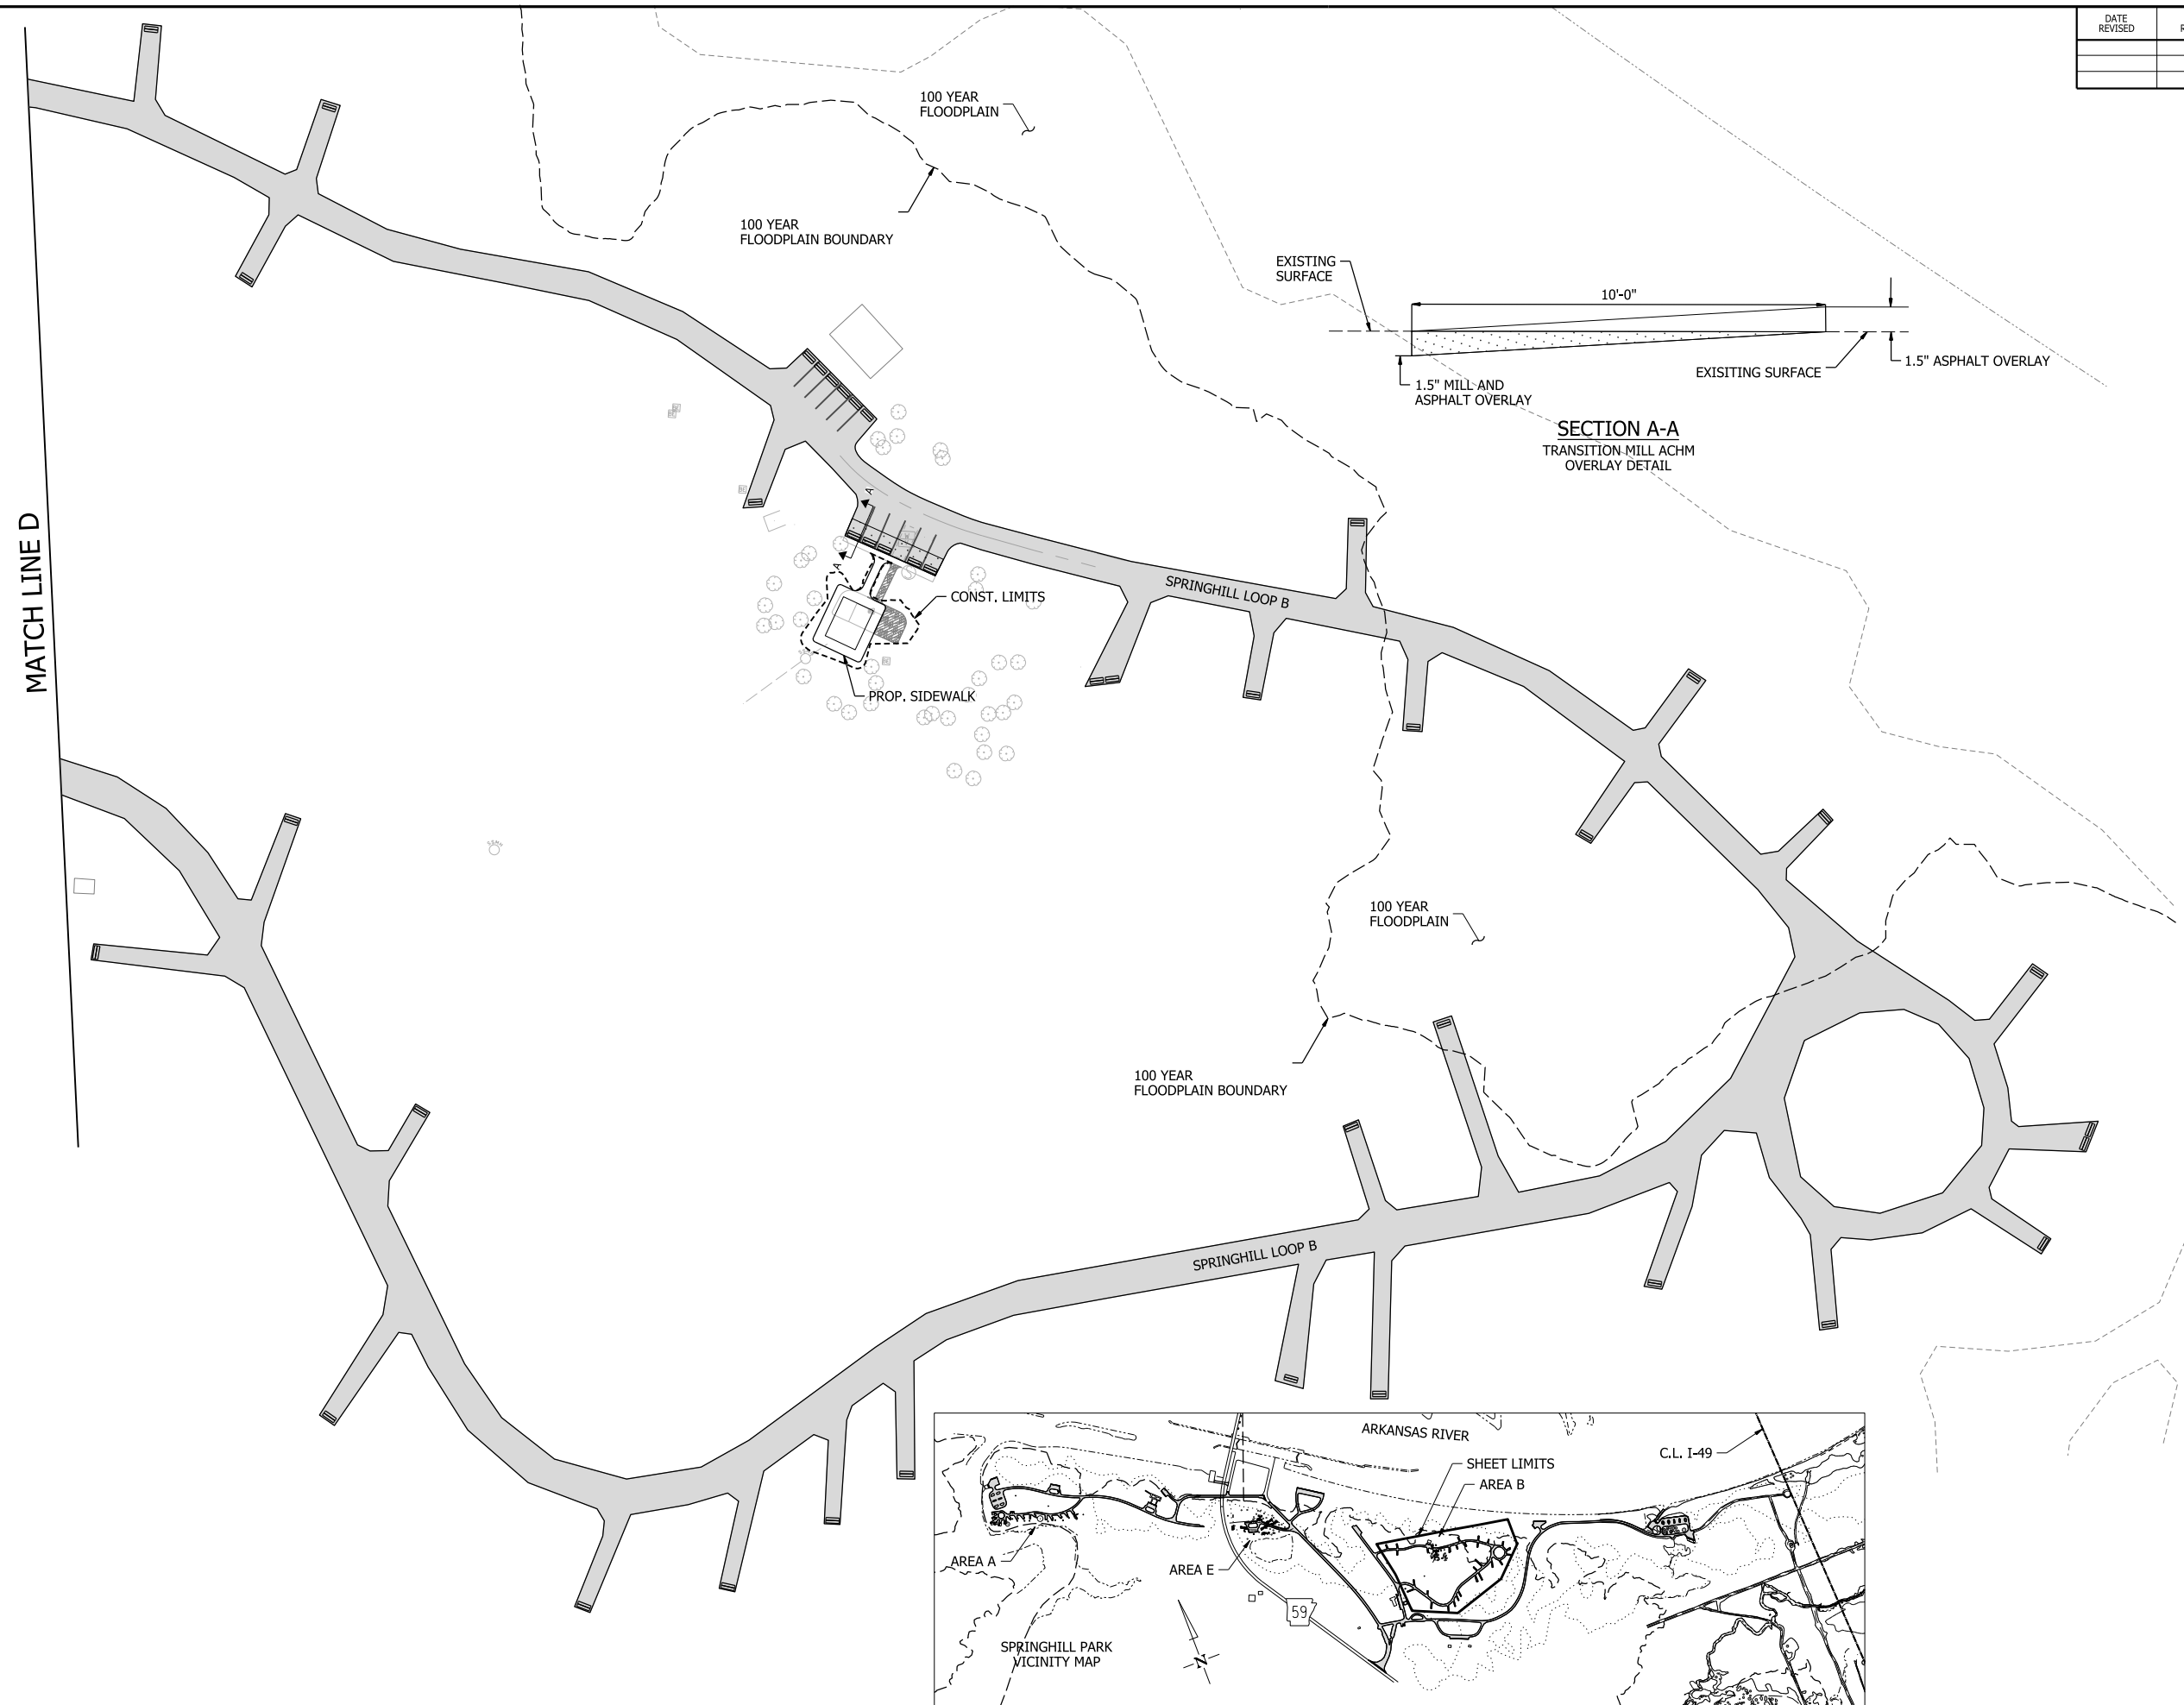 DATE
REVISED
100 YEAR
FLOODPLAIN
100 YEAR
FLOODPLAIN BOUNDARY
EXISTING
SURFACE
10'-0"
1.5" ASPHALT OVERLAY
EXISITING SURFACE
1.5" MILL AND
ASPHALT OVERLAY
SECTION A-A
TRANSITION MILL ACHM
OVERLAY DETAIL
MATCH LINE D
A
A
CONST. LIMITS
SPRINGHILL LOOP B
PROP. SIDEWALK
100 YEAR
FLOODPLAIN
100 YEAR
FLOODPLAIN BOUNDARY
SPRINGHILL LOOP B
ARKANSAS RIVER
C.L. I-49
SHEET LIMITS
AREA B
AREA A
AREA E
59
SPRINGHILL PARK
VICINITY MAP
N